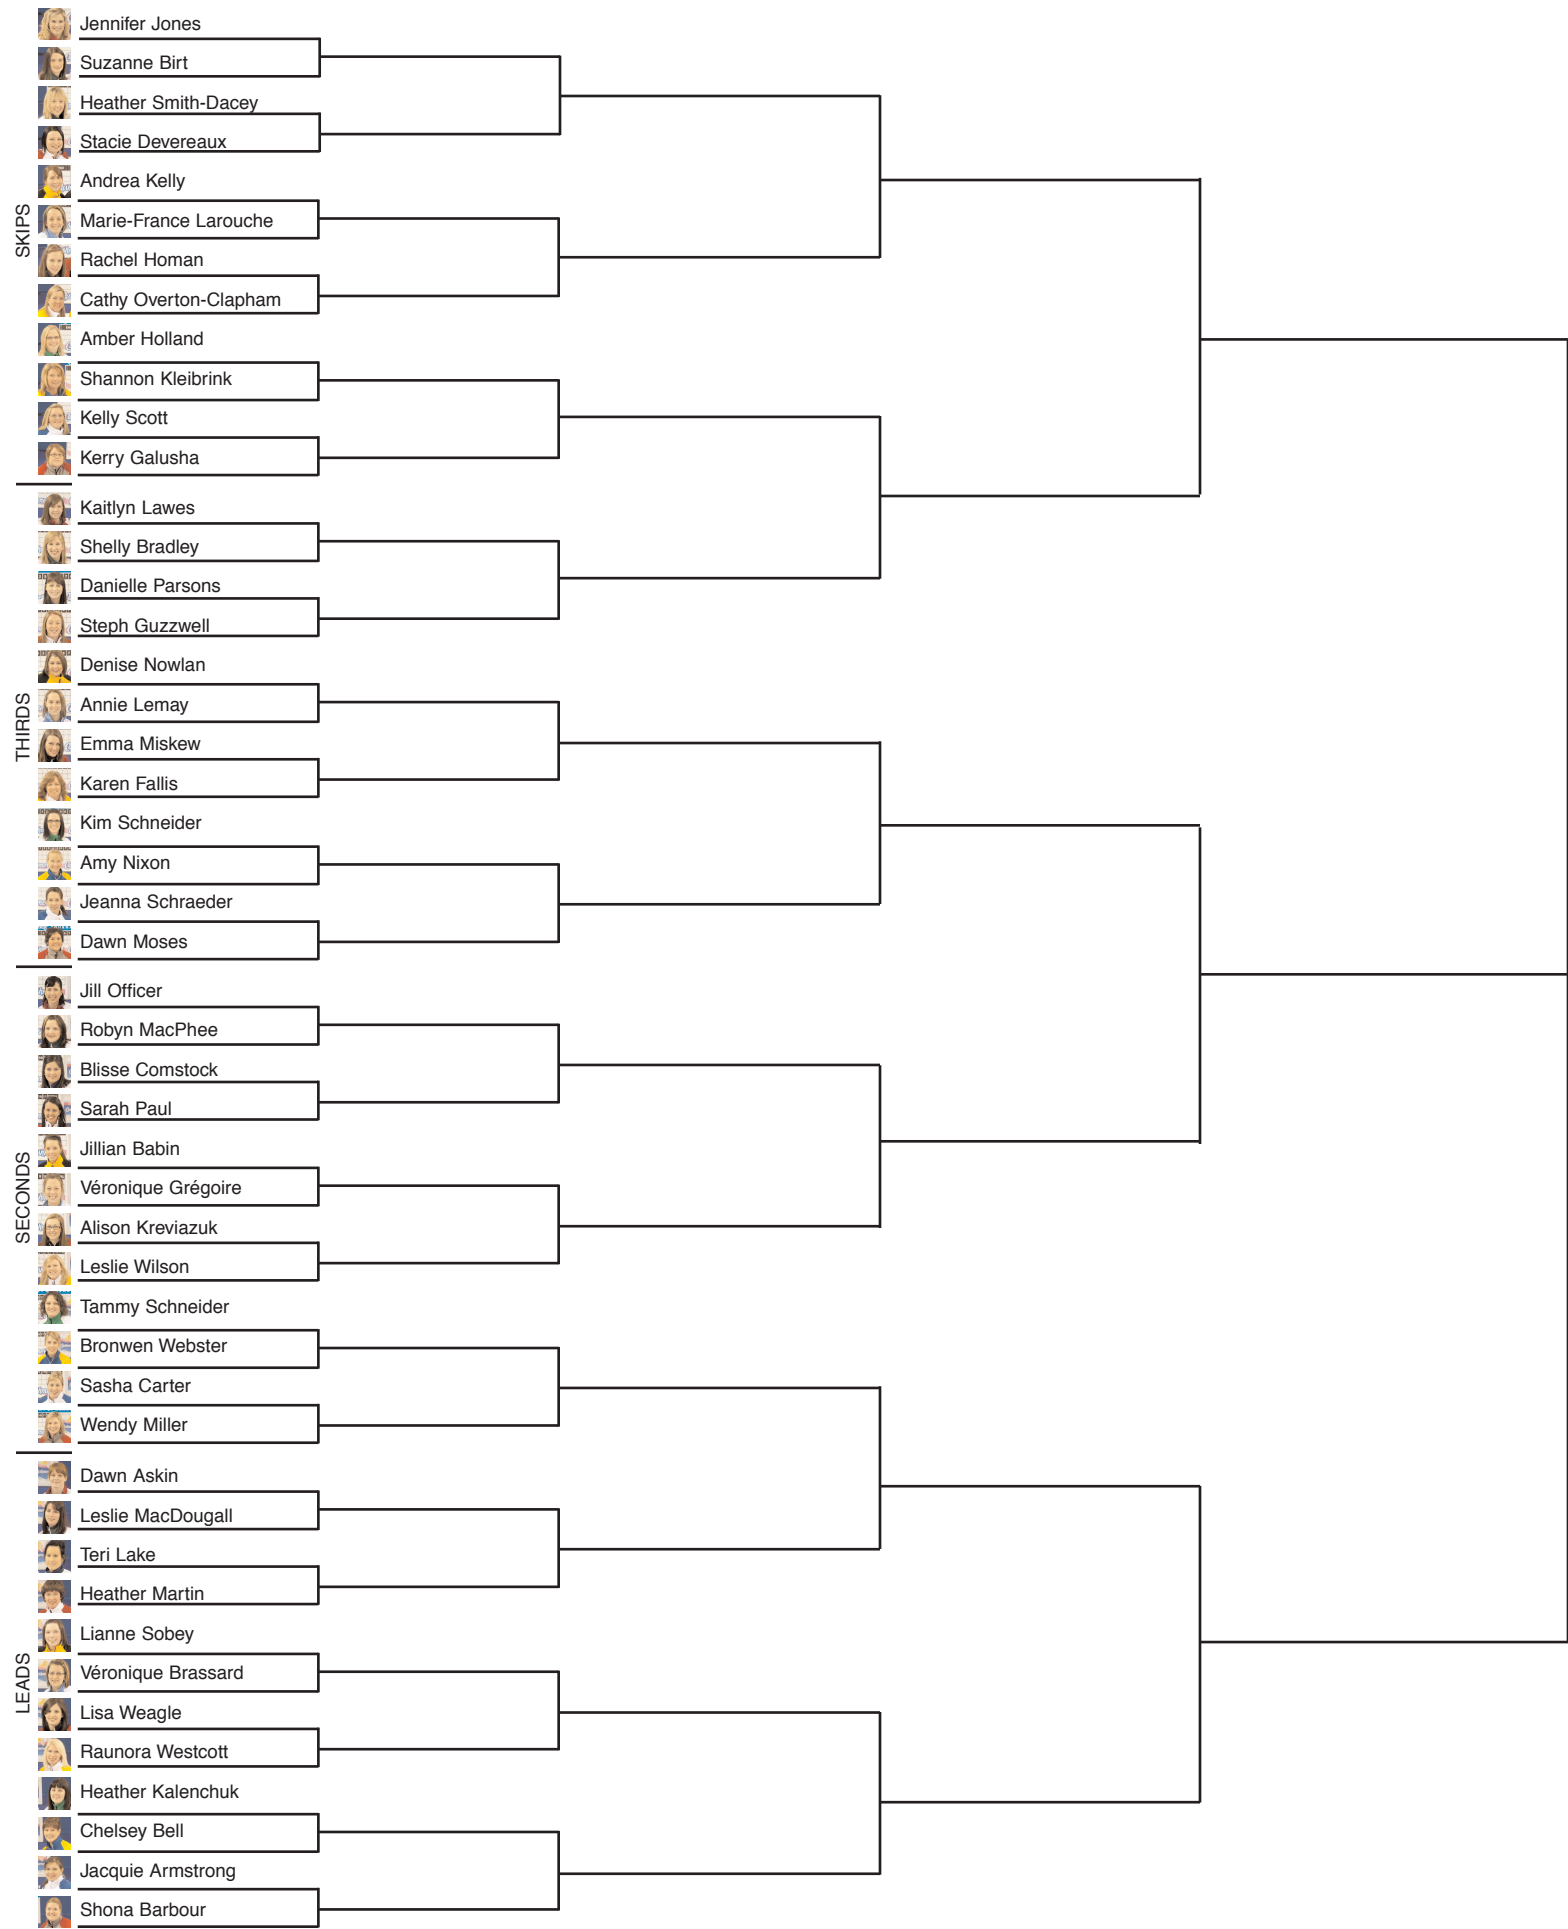 SKIPS
Jennifer Jones
Suzanne Birt
Heather Smith-Dacey
Stacie Devereaux
Andrea Kelly
Marie-France Larouche
Rachel Homan
Cathy Overton-Clapham
Amber Holland
Shannon Kleibrink
Kelly Scott
Kerry Galusha
THIRDS
Kaitlyn Lawes
Shelly Bradley
Danielle Parsons
Steph Guzzwell
Denise Nowlan
Annie Lemay
Emma Miskew
Karen Fallis
Kim Schneider
Amy Nixon
Jeanna Schraeder
Dawn Moses
SECONDS
Jill Officer
Robyn MacPhee
Blisse Comstock
Sarah Paul
Jillian Babin
Véronique Grégoire
Alison Kreviazuk
Leslie Wilson
Tammy Schneider
Bronwen Webster
Sasha Carter
Wendy Miller
LEADS
Dawn Askin
Leslie MacDougall
Teri Lake
Heather Martin
Lianne Sobey
Véronique Brassard
Lisa Weagle
Raunora Westcott
Heather Kalenchuk
Chelsey Bell
Jacquie Armstrong
Shona Barbour